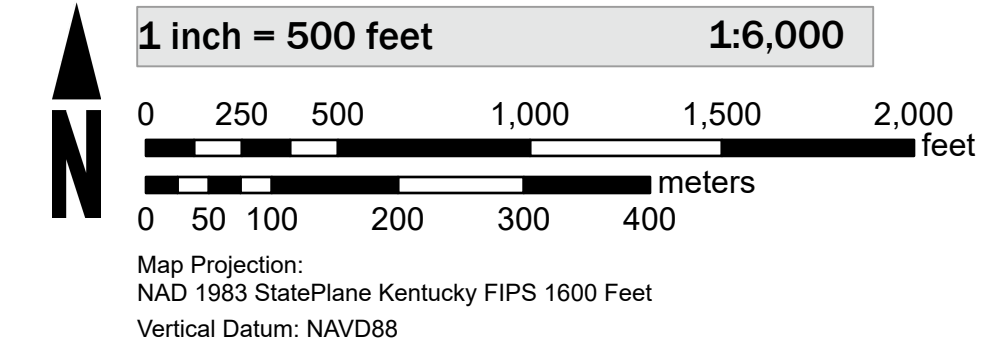 N
1 inch = 500 feet 1:6,000
0 250 500 1,000 1,500 2,000
feet
meters
0 50 100 200 300 400
Map Projection:
NAD 1983 StatePlane Kentucky FIPS 1600 Feet
Vertical Datum: NAVD88